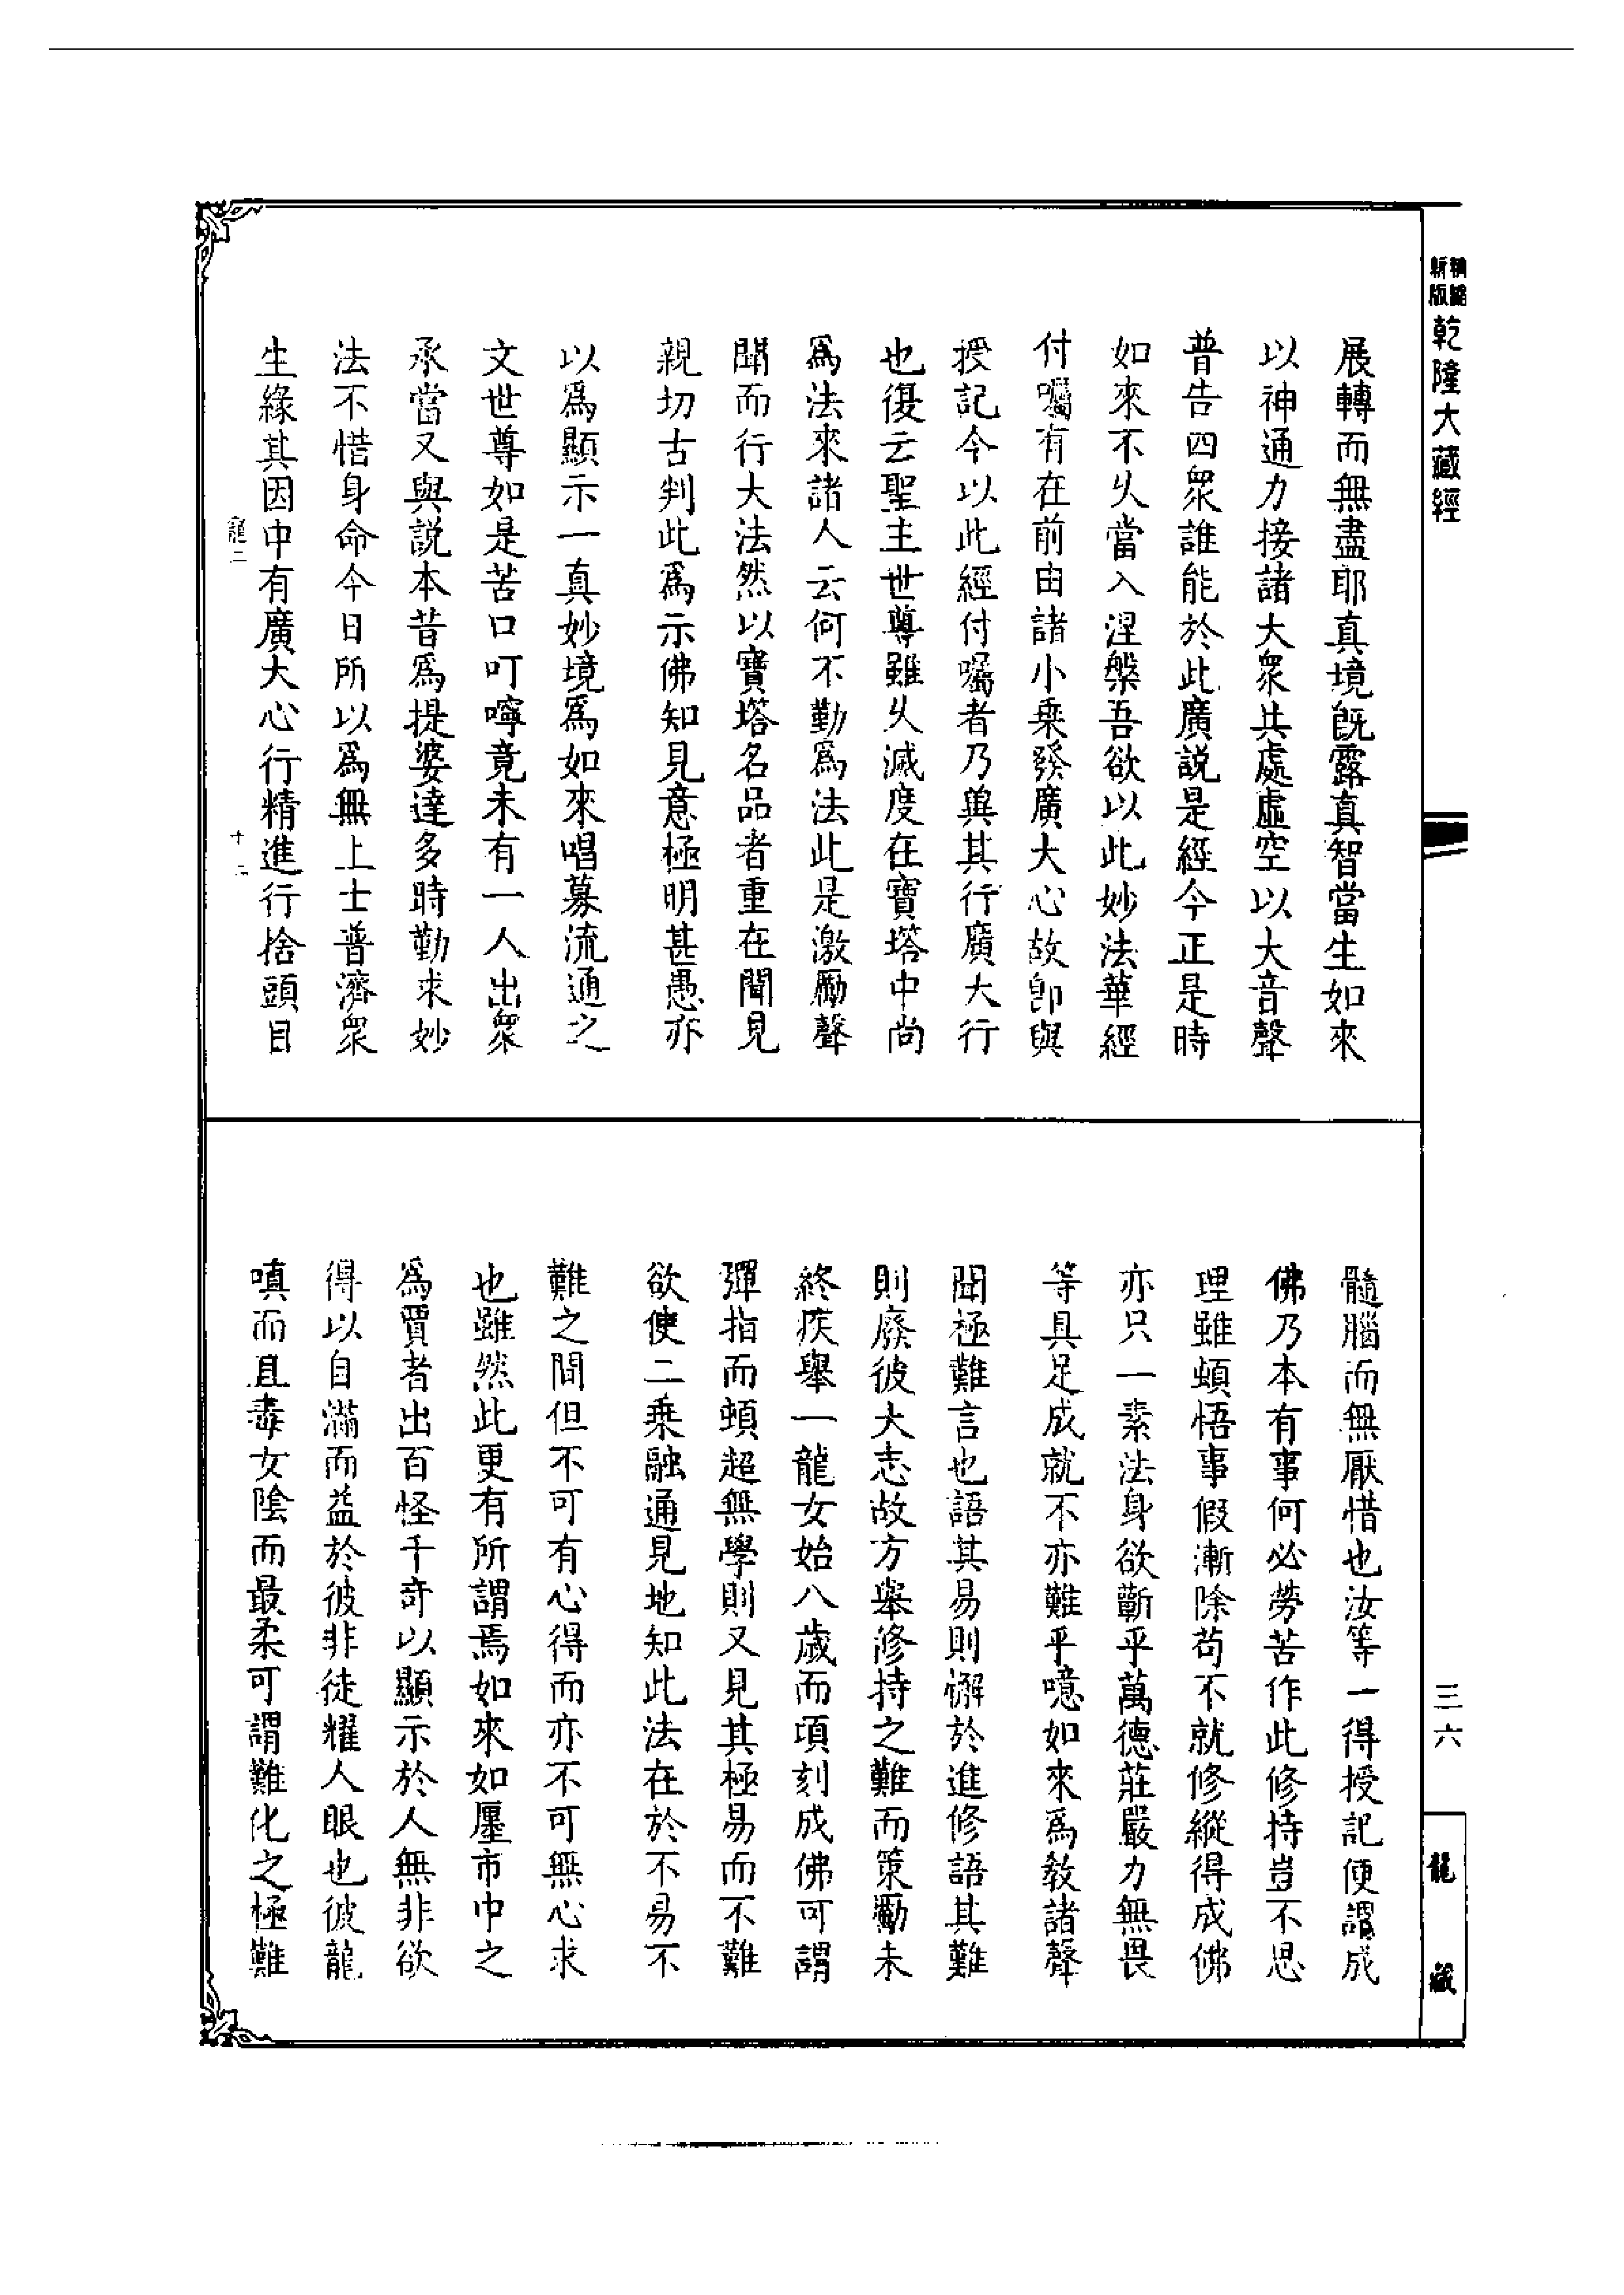 精縮
新版
乾隆大藏經
展轉而無盡耶真境旣露真智當生如來
以神通力接諸大衆共處虛空以大音聲
普告四衆誰能於此廣説是經今正是時
如來不乆當入涅槃吾欲以此妙法華經
付囑有在前由諸小乗發廣大心故卽與
授記今以此經付囑者乃與其行廣大行
也復云聖主世尊雖乆滅度在寶塔中尚
爲法來諸人云何不勤爲法此是激勵聲
聞而行大法然以寶塔名品者重在聞見
親切古判此爲示佛知見意極明甚愚亦
以爲顯示一真妙境爲如來唱募流通之
文世尊如是苦口叮嚀竟未有一人出衆
承當又與説本昔爲提婆達多時勤求妙
法不惜身命今日所以爲無上士普濟衆
生緣其因中有廣大心行精進行捨頭目
髓腦而無厭惜也汝等一得授記便謂成
佛乃本有事何必勞苦作此修持豈不思
理雖頓悟事假漸除苟不就修縱得成佛
亦只一素法身欲蘄乎萬德莊嚴力無畏
等具足成就不亦難乎噫如來爲敎諸聲
聞極難言也語其易則懈於進修語其難
則廢彼大志故方舉修持之難而策勵未
終疾舉一龍女始八歲而頃刻成佛可謂
彈指而頓超無學則又見其極易而不難
欲使二乗融通見地知此法在於不易不
難之間但不可有心得而亦不可無心求
也雖然此更有所謂焉如來如廛市中之
爲賈者出百怪千竒以顯示於人無非欲
得以自滿而益於彼非徒耀人眼也彼龍
嗔而且毒女陰而最柔可謂難化之極難
三六
龍藏